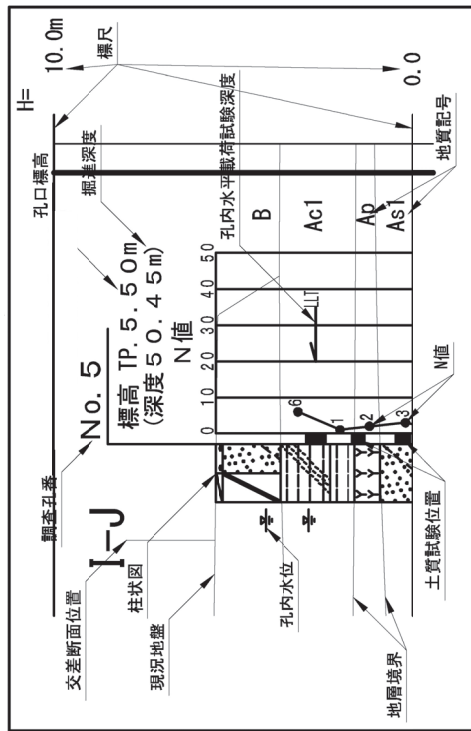 H=
10.0m
標尺
0.0
孔口標高
掘進深度
孔内水平載荷試験深度
地質記号
No.5
標高 TP.5.50m
(深度50.45m)
N値
0 10 20 30 40 50
B
Ac1
Ap
As1
LLT
6
1
2
3
N値
調査孔番
I-J
交差断面位置
柱状図
現況地盤
孔内水位
土質試験位置
地層境界